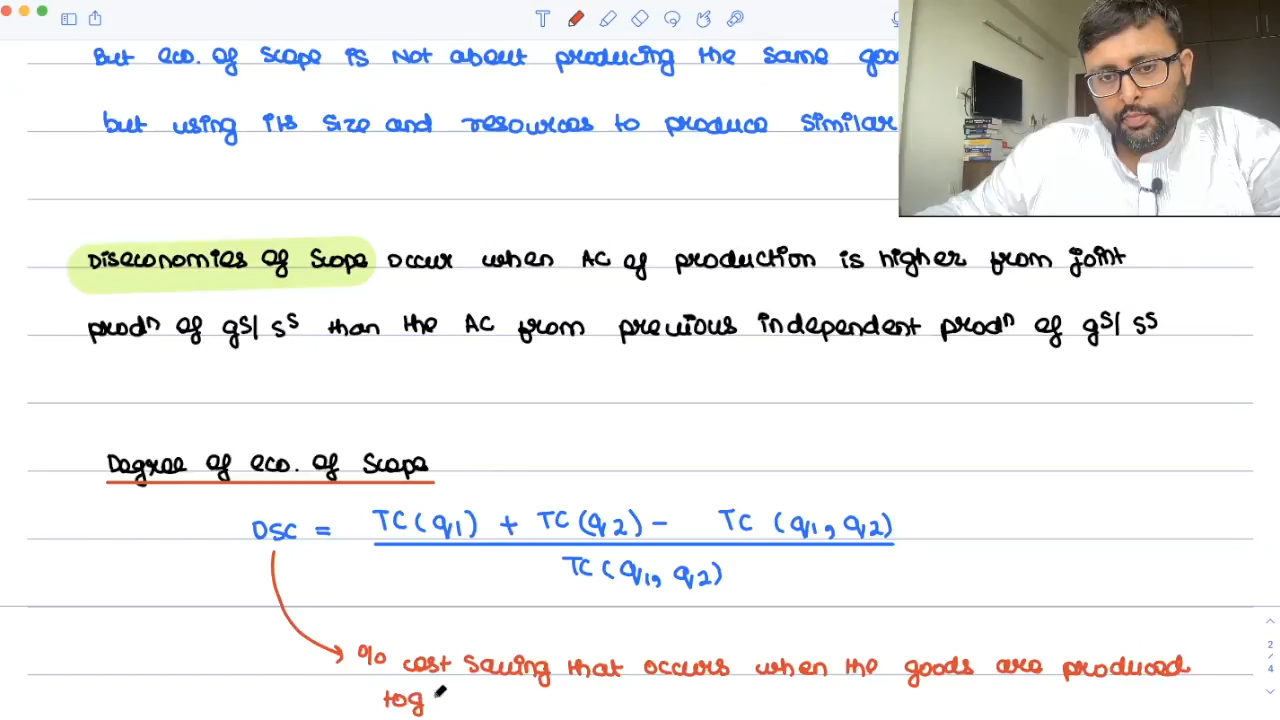 But eco. of scope is NOT about producing the same goo
but using its size and resources to produce similar
Diseconomies of Scope occur when AC of production is higher from joint
prodⁿ of gˢ/ sˢ than the AC from previous independent prodⁿ of gˢ/ sˢ
Degree of eco. of Scope
DSC = TC(q1) + TC(q2) - TC (q1, q2)
TC(q1, q2)
% cost saving that occurs when the goods are produced
tog
2
/
4